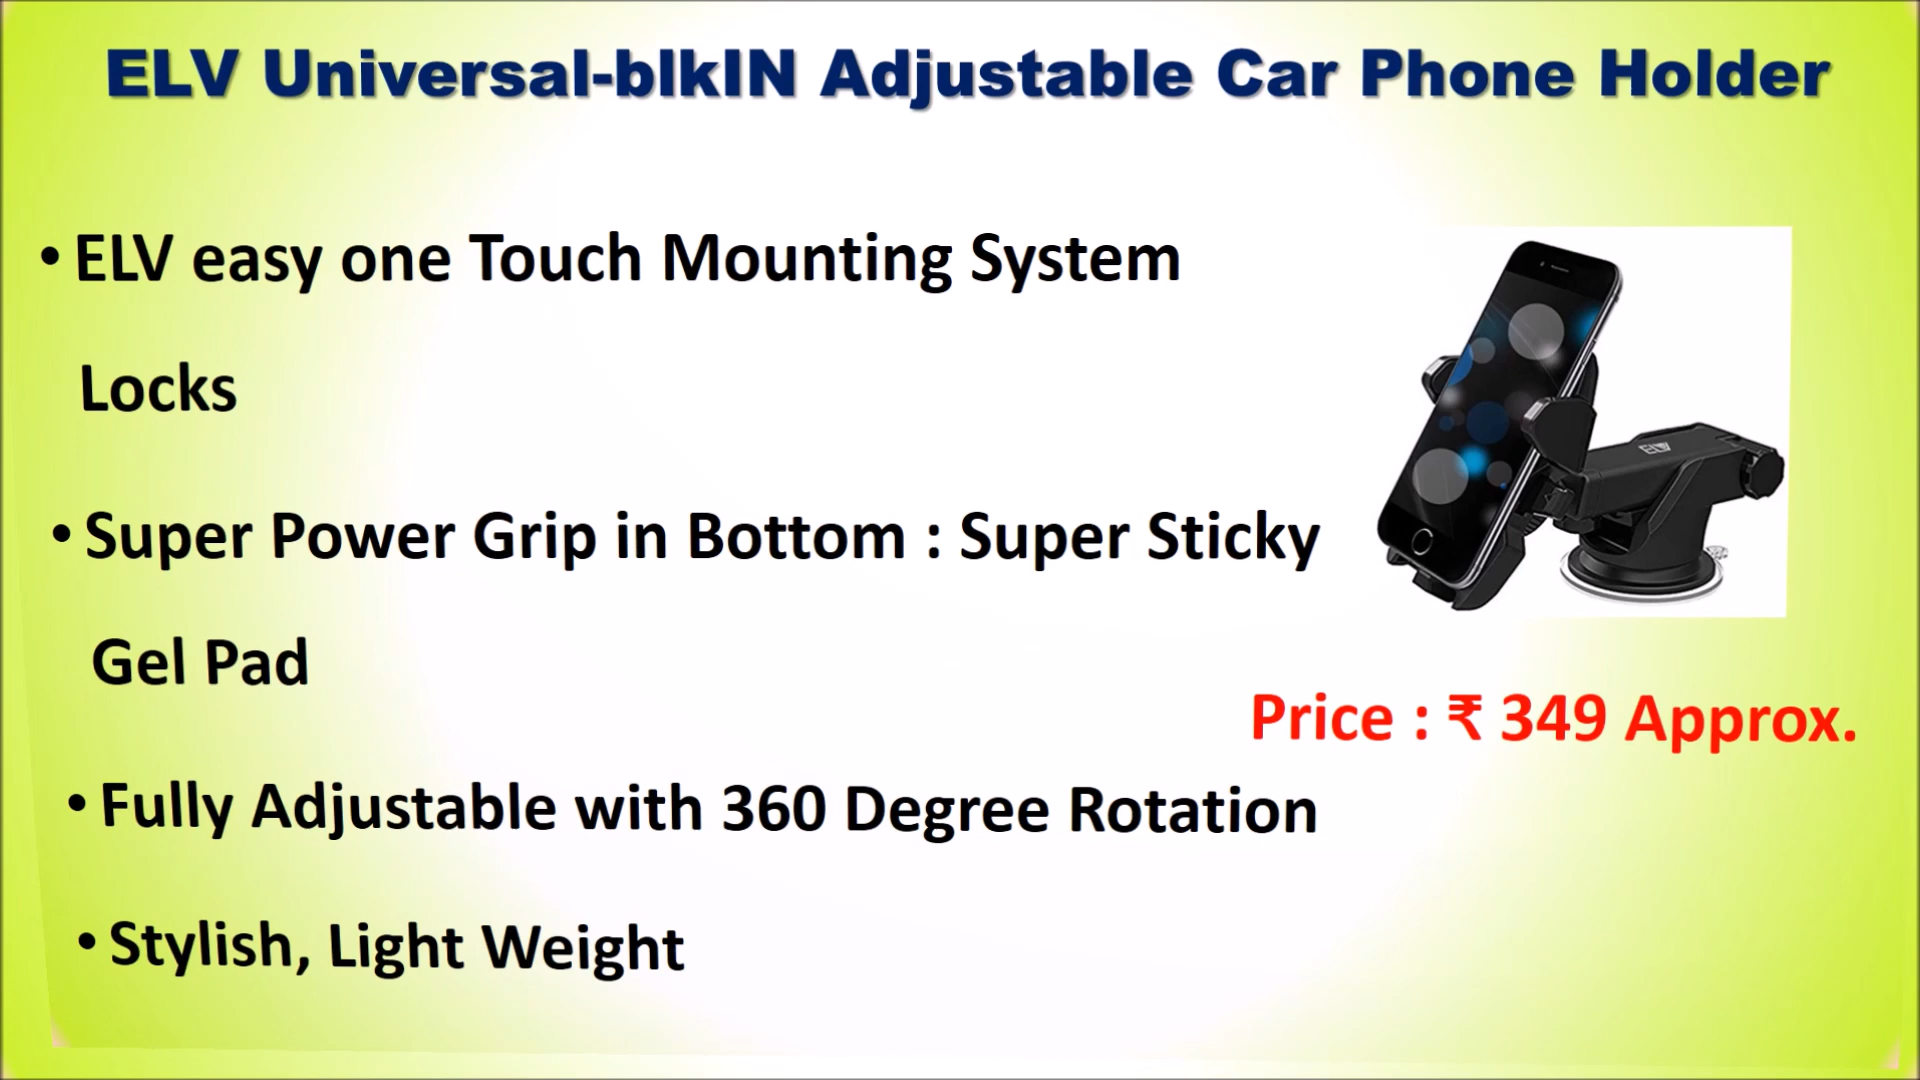 ELV Universal-blkIN Adjustable Car Phone Holder
• ELV easy one Touch Mounting System
Locks
• Super Power Grip in Bottom : Super Sticky
Gel Pad
ELV
Price : ₹ 349 Approx.
• Fully Adjustable with 360 Degree Rotation
• Stylish, Light Weight